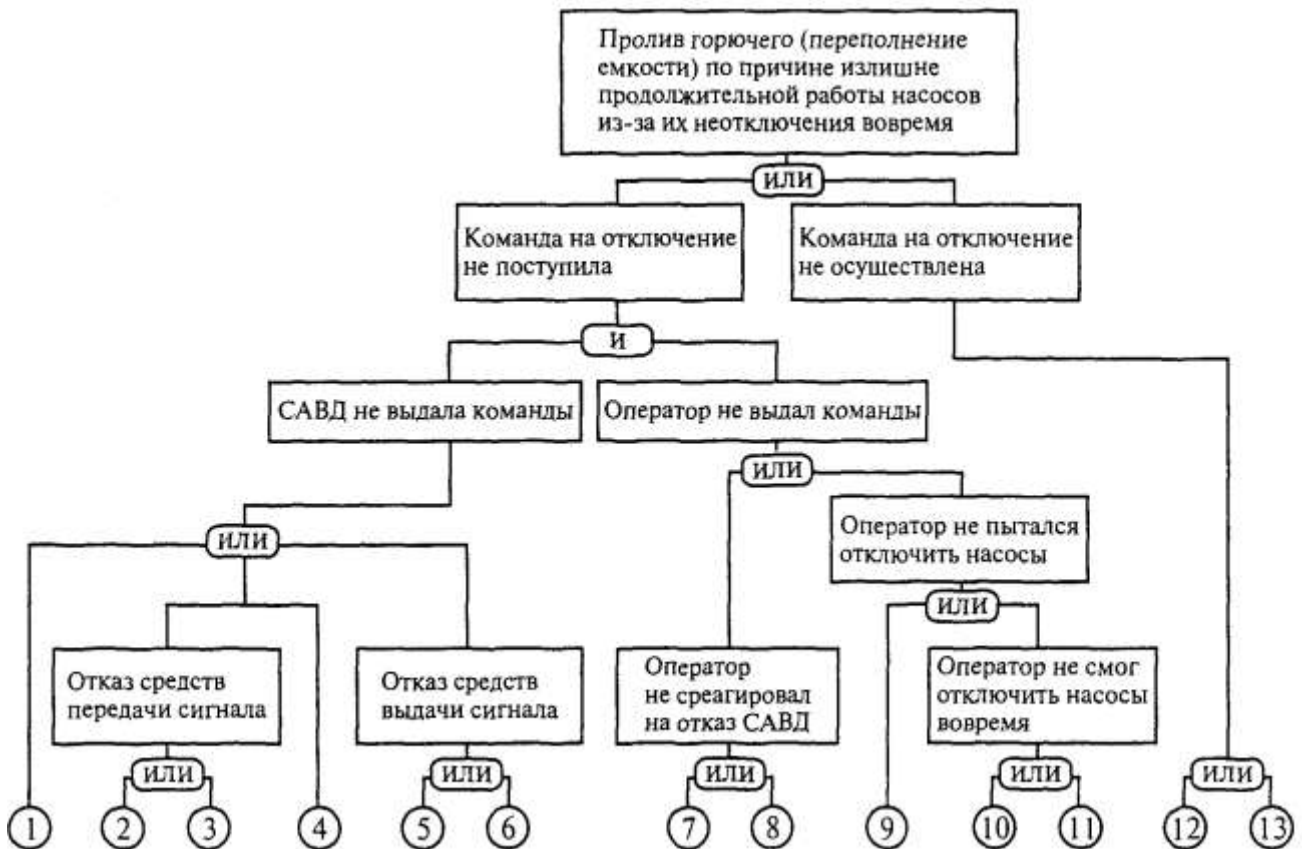 Пролив горючего (переполнение
емкости) по причине излишне
продолжительной работы насосов
из-за их неотключения вовремя
ИЛИ
Команда на отключение
не поступила
Команда на отключение
не осуществлена
И
САВД не выдала команды
Оператор не выдал команды
ИЛИ
Оператор не пытался
отключить насосы
ИЛИ
ИЛИ
Отказ средств
передачи сигнала
Отказ средств
выдачи сигнала
Оператор
не среагировал
на отказ САВД
Оператор не смог
отключить насосы
вовремя
ИЛИ
ИЛИ
ИЛИ
ИЛИ
ИЛИ
1
2
3
4
5
6
7
8
9
10
11
12
13